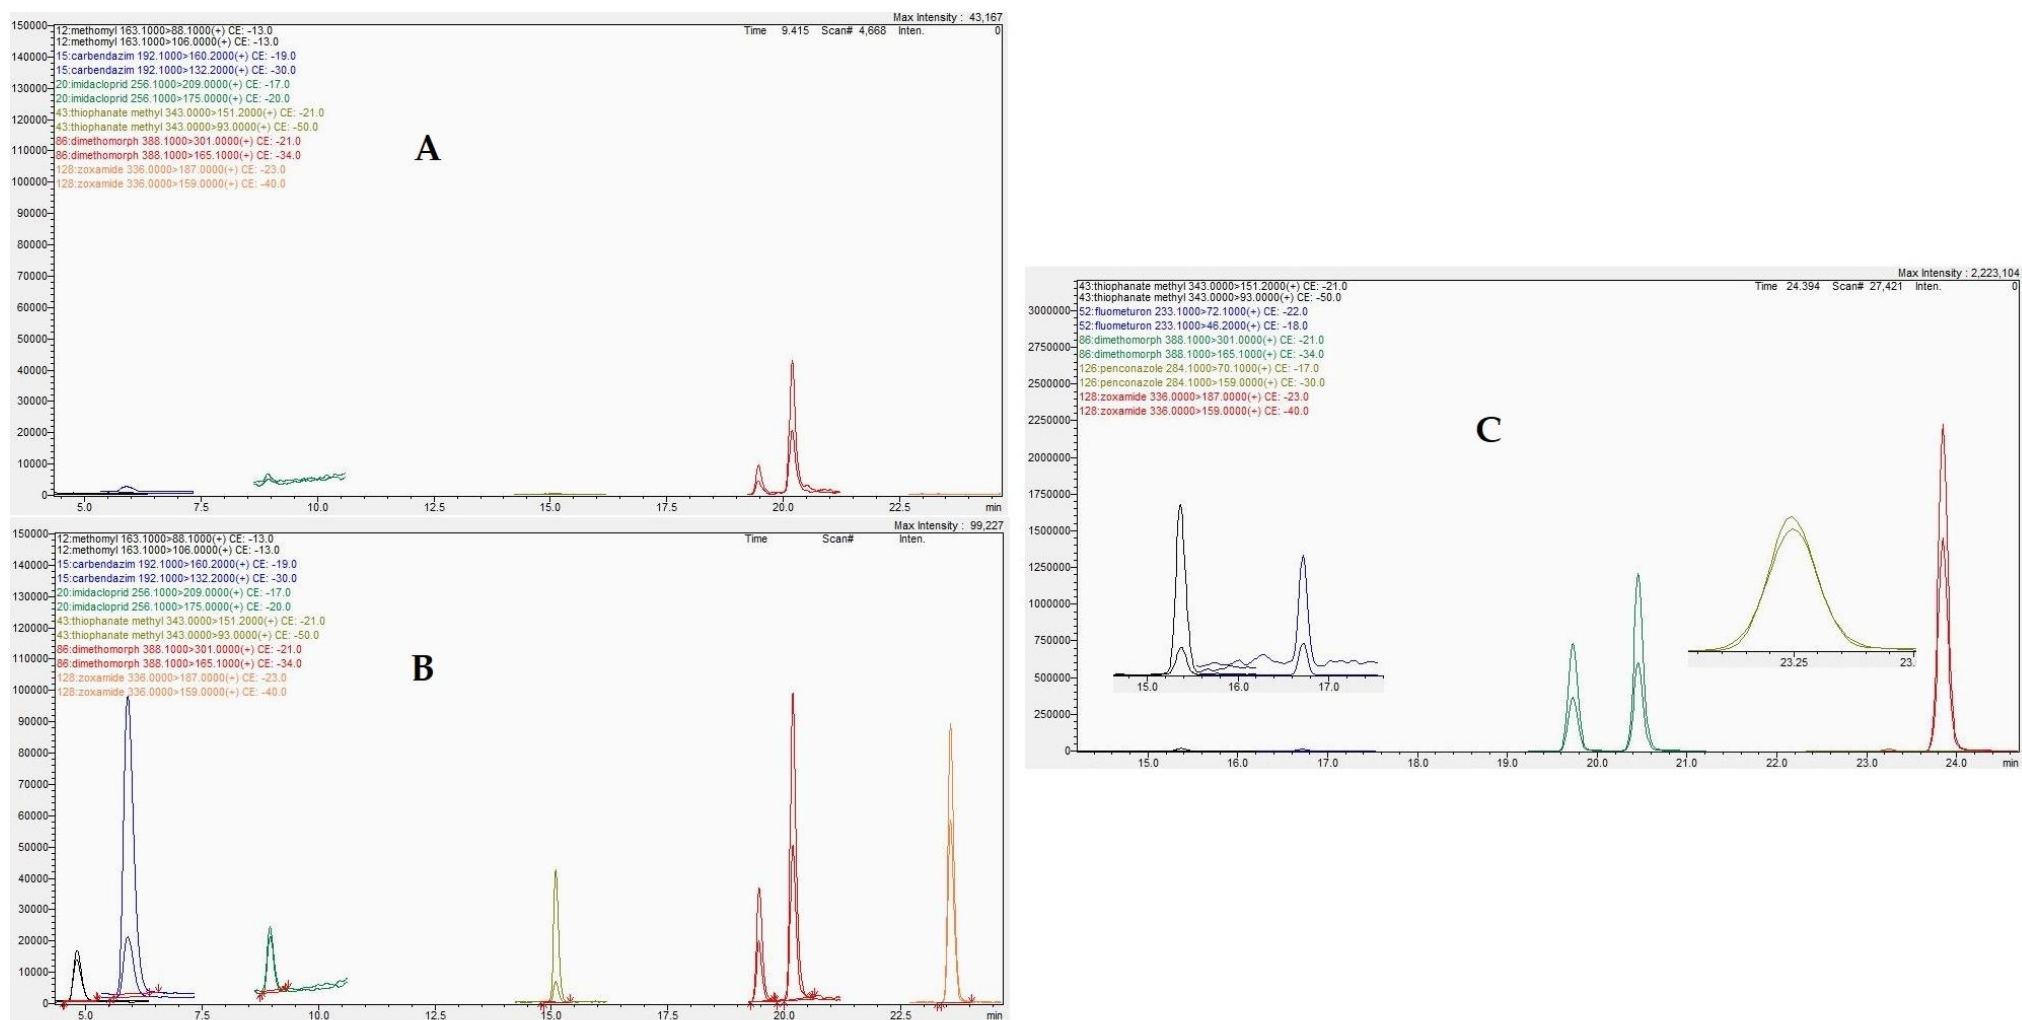 Max Intensity : 43,167
Time 9.415 Scan# 4,668 Inten. 0
12:methomyl 163.1000>88.1000(+) CE: -13.0
12:methomyl 163.1000>106.0000(+) CE: -13.0
15:carbendazim 192.1000>160.2000(+) CE: -19.0
15:carbendazim 192.1000>132.2000(+) CE: -30.0
20:imidacloprid 256.1000>209.0000(+) CE: -17.0
20:imidacloprid 256.1000>175.0000(+) CE: -20.0
43:thiophanate methyl 343.0000>151.2000(+) CE: -21.0
43:thiophanate methyl 343.0000>93.0000(+) CE: -50.0
86:dimethomorph 388.1000>301.0000(+) CE: -21.0
86:dimethomorph 388.1000>165.1000(+) CE: -34.0
128:zoxamide 336.0000>187.0000(+) CE: -23.0
128:zoxamide 336.0000>159.0000(+) CE: -40.0
A
150000
140000
130000
120000
110000
100000
90000
80000
70000
60000
50000
40000
30000
20000
10000
0
5.0 7.5 10.0 12.5 15.0 17.5 20.0 22.5 min
Max Intensity : 99,227
Time Scan# Inten.
12:methomyl 163.1000>88.1000(+) CE: -13.0
12:methomyl 163.1000>106.0000(+) CE: -13.0
15:carbendazim 192.1000>160.2000(+) CE: -19.0
15:carbendazim 192.1000>132.2000(+) CE: -30.0
20:imidacloprid 256.1000>209.0000(+) CE: -17.0
20:imidacloprid 256.1000>175.0000(+) CE: -20.0
43:thiophanate methyl 343.0000>151.2000(+) CE: -21.0
43:thiophanate methyl 343.0000>93.0000(+) CE: -50.0
86:dimethomorph 388.1000>301.0000(+) CE: -21.0
86:dimethomorph 388.1000>165.1000(+) CE: -34.0
128:zoxamide 336.0000>187.0000(+) CE: -23.0
128:zoxamide 336.0000>159.0000(+) CE: -40.0
B
150000
140000
130000
120000
110000
100000
90000
80000
70000
60000
50000
40000
30000
20000
10000
0
5.0 7.5 10.0 12.5 15.0 17.5 20.0 22.5 min
Max Intensity : 2,223,104
Time 24.394 Scan# 27,421 Inten. 0
43:thiophanate methyl 343.0000>151.2000(+) CE: -21.0
43:thiophanate methyl 343.0000>93.0000(+) CE: -50.0
52:fluometuron 233.1000>72.1000(+) CE: -22.0
52:fluometuron 233.1000>46.2000(+) CE: -18.0
86:dimethomorph 388.1000>301.0000(+) CE: -21.0
86:dimethomorph 388.1000>165.1000(+) CE: -34.0
126:penconazole 284.1000>70.1000(+) CE: -17.0
126:penconazole 284.1000>159.0000(+) CE: -30.0
128:zoxamide 336.0000>187.0000(+) CE: -23.0
128:zoxamide 336.0000>159.0000(+) CE: -40.0
C
3000000
2750000
2500000
2250000
2000000
1750000
1500000
1250000
1000000
750000
500000
250000
0
15.0 16.0 17.0
23.25 23.
15.0 16.0 17.0 18.0 19.0 20.0 21.0 22.0 23.0 24.0 min